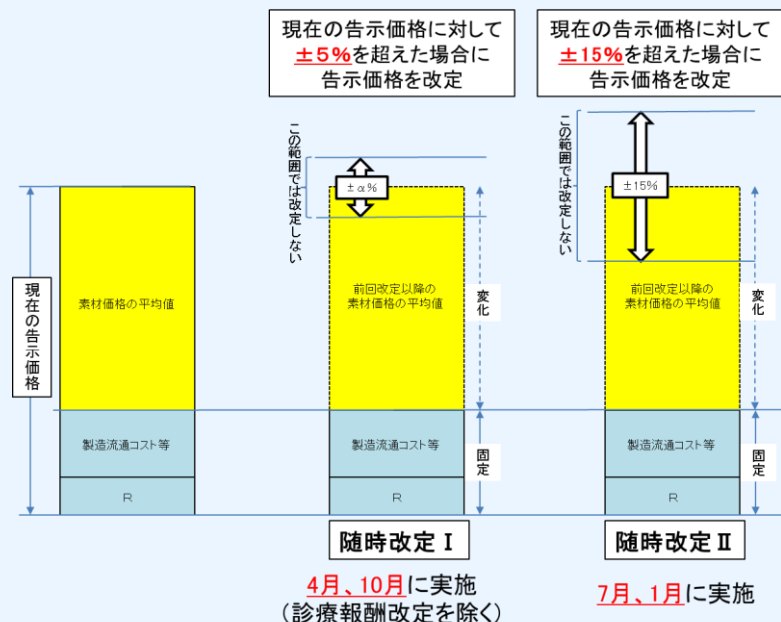 現在の告示価格に対して
±5%を超えた場合に
告示価格を改定
現在の告示価格に対して
±15%を超えた場合に
告示価格を改定
この範囲では改定しない
±α%
この範囲では改定しない
±15%
現在の告示価格
素材価格の平均値
前回改定以降の
素材価格の平均値
変化
前回改定以降の
素材価格の平均値
変化
製造流通コスト等
製造流通コスト等
固定
製造流通コスト等
固定
R
R
R
随時改定Ⅰ
随時改定Ⅱ
4月、10月に実施
(診療報酬改定を除く)
7月、1月に実施